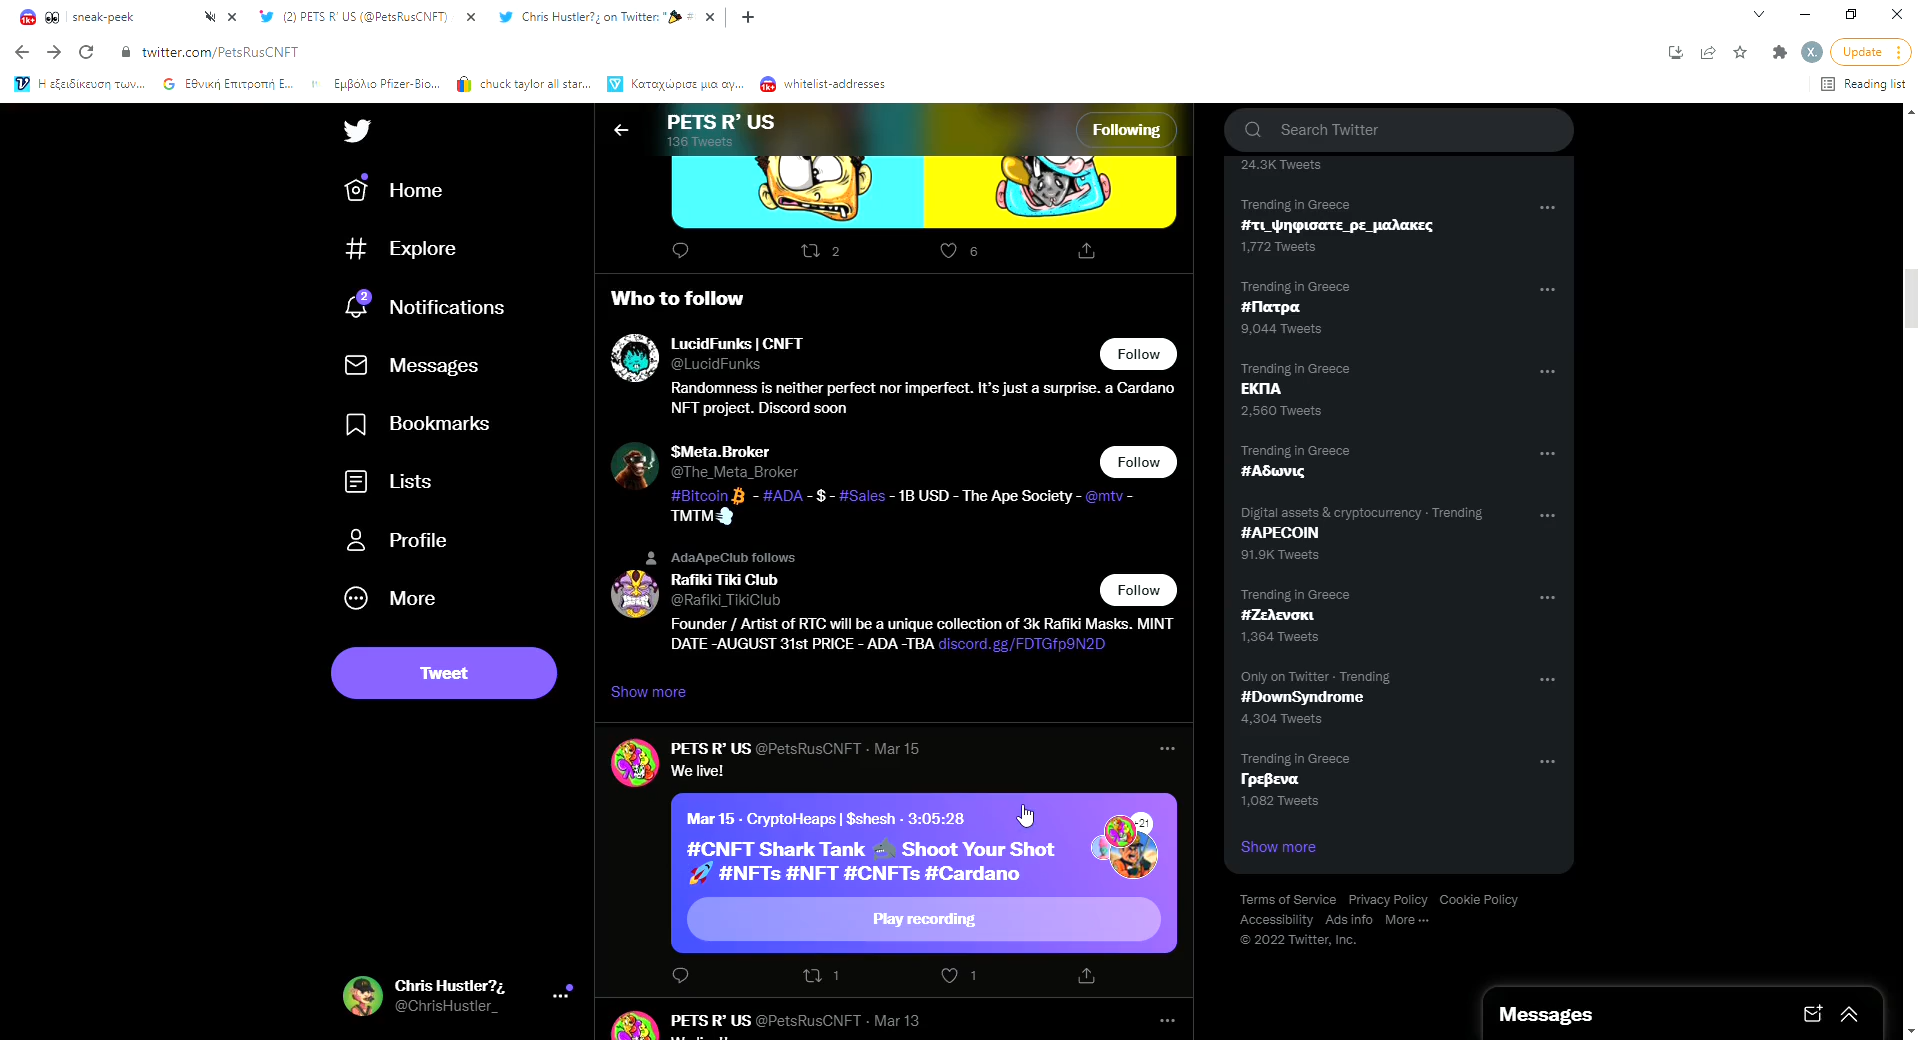 sneak-peek
(2) PETS R' US (@PetsRusCNFT)
Chris Hustler?¿ on Twitter: "🎉 #
twitter.com/PetsRusCNFT
Update
Η εξειδίκευση των...
Εθνική Επιτροπή Ε...
Εμβόλιο Pfizer-Bio...
chuck taylor all star...
Καταχώρισε μια αγ...
whitelist-addresses
Reading list
Home
Explore
2
Notifications
Messages
Bookmarks
Lists
Profile
More
Tweet
Chris Hustler?¿
@ChrisHustler_
PETS R’ US
136 Tweets
Following
2
6
Who to follow
LucidFunks | CNFT
@LucidFunks
Follow
Randomness is neither perfect nor imperfect. It’s just a surprise. a Cardano
NFT project. Discord soon
$Meta.Broker
@The_Meta_Broker
Follow
#Bitcoin - #ADA - $ - #Sales - 1B USD - The Ape Society - @mtv -
TMTM💨
AdaApeClub follows
Rafiki Tiki Club
@Rafiki_TikiClub
Follow
Founder / Artist of RTC will be a unique collection of 3k Rafiki Masks. MINT
DATE -AUGUST 31st PRICE - ADA -TBA discord.gg/FDTGfp9N2D
Show more
PETS R’ US @PetsRusCNFT · Mar 15
We live!
Mar 15 · CryptoHeaps | $shesh · 3:05:28
+21
#CNFT Shark Tank 🦈 Shoot Your Shot
🚀 #NFTs #NFT #CNFTs #Cardano
Play recording
1
1
PETS R’ US @PetsRusCNFT · Mar 13
Search Twitter
24.3K Tweets
Trending in Greece
#τι_ψηφισατε_ρε_μαλακες
1,772 Tweets
Trending in Greece
#Πατρα
9,044 Tweets
Trending in Greece
ΕΚΠΑ
2,560 Tweets
Trending in Greece
#Αδωνις
Digital assets & cryptocurrency · Trending
#APECOIN
91.9K Tweets
Trending in Greece
#Ζελενσκι
1,364 Tweets
Only on Twitter · Trending
#DownSyndrome
4,304 Tweets
Trending in Greece
Γρεβενα
1,082 Tweets
Show more
Terms of Service Privacy Policy Cookie Policy
Accessibility Ads info More ···
© 2022 Twitter, Inc.
Messages